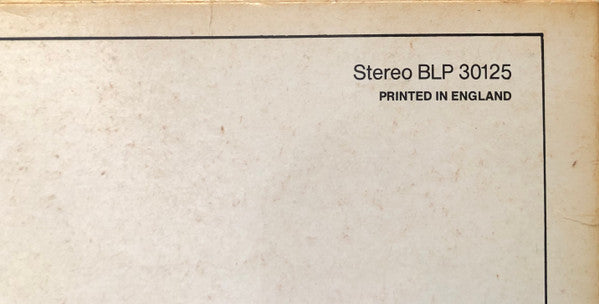 Stereo BLP 30125
PRINTED IN ENGLAND